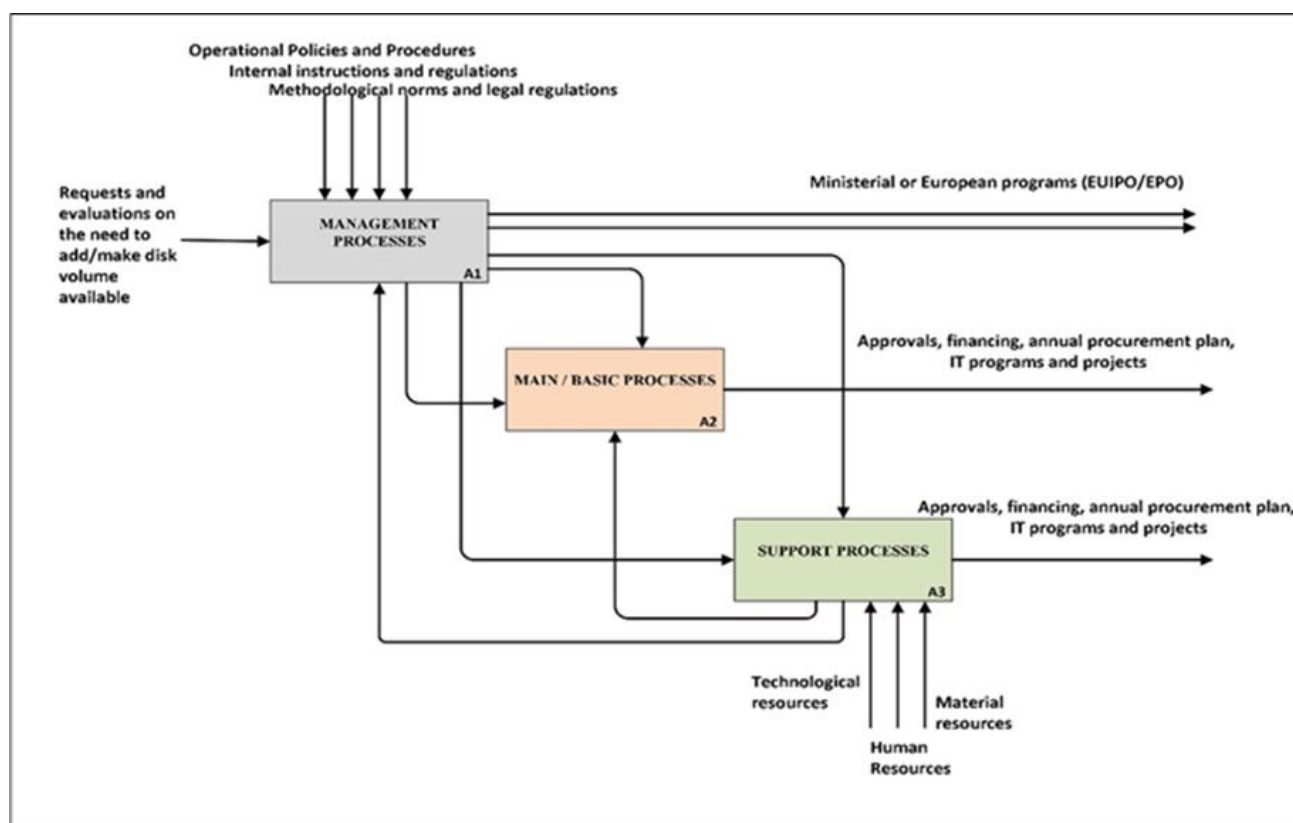 Operational Policies and Procedures
Internal instructions and regulations
Methodological norms and legal regulations
Requests and
evaluations on
the need to
add/make disk
volume
available
MANAGEMENT
PROCESSES
A1
Ministerial or European programs (EUIPO/EPO)
MAIN / BASIC PROCESSES
A2
Approvals, financing, annual procurement plan,
IT programs and projects
SUPPORT PROCESSES
A3
Approvals, financing, annual procurement plan,
IT programs and projects
Technological
resources
Human
Resources
Material
resources